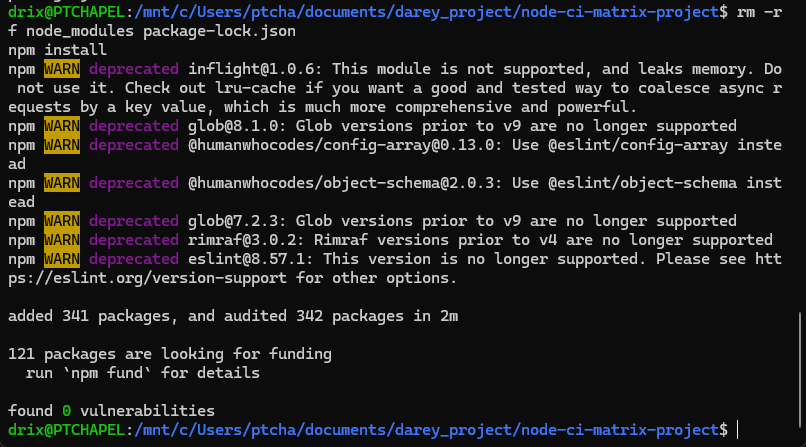 drix@PTCHAPEL:/mnt/c/Users/ptcha/documents/darey_project/node-ci-matrix-project$ rm -r
f node_modules package-lock.json
npm install
npm WARN deprecated inflight@1.0.6: This module is not supported, and leaks memory. Do
 not use it. Check out lru-cache if you want a good and tested way to coalesce async r
equests by a key value, which is much more comprehensive and powerful.
npm WARN deprecated glob@8.1.0: Glob versions prior to v9 are no longer supported
npm WARN deprecated @humanwhocodes/config-array@0.13.0: Use @eslint/config-array inste
ad
npm WARN deprecated @humanwhocodes/object-schema@2.0.3: Use @eslint/object-schema inst
ead
npm WARN deprecated glob@7.2.3: Glob versions prior to v9 are no longer supported
npm WARN deprecated rimraf@3.0.2: Rimraf versions prior to v4 are no longer supported
npm WARN deprecated eslint@8.57.1: This version is no longer supported. Please see htt
ps://eslint.org/version-support for other options.

added 341 packages, and audited 342 packages in 2m

121 packages are looking for funding
  run `npm fund` for details

found 0 vulnerabilities
drix@PTCHAPEL:/mnt/c/Users/ptcha/documents/darey_project/node-ci-matrix-project$